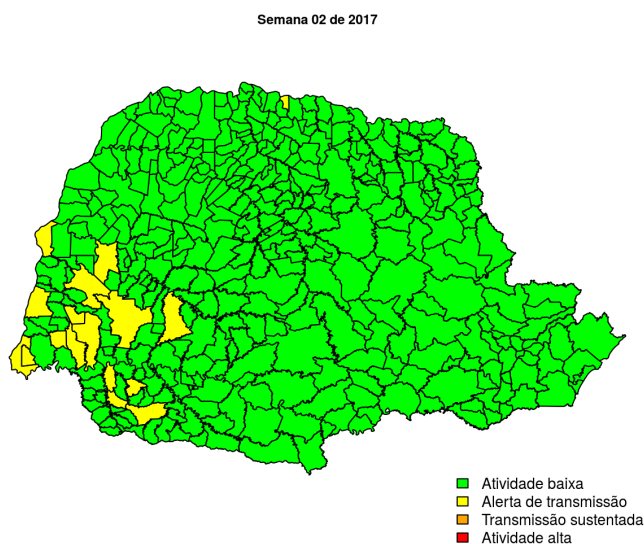 Semana 02 de 2017
Atividade baixa
Alerta de transmissão
Transmissão sustentada
Atividade alta